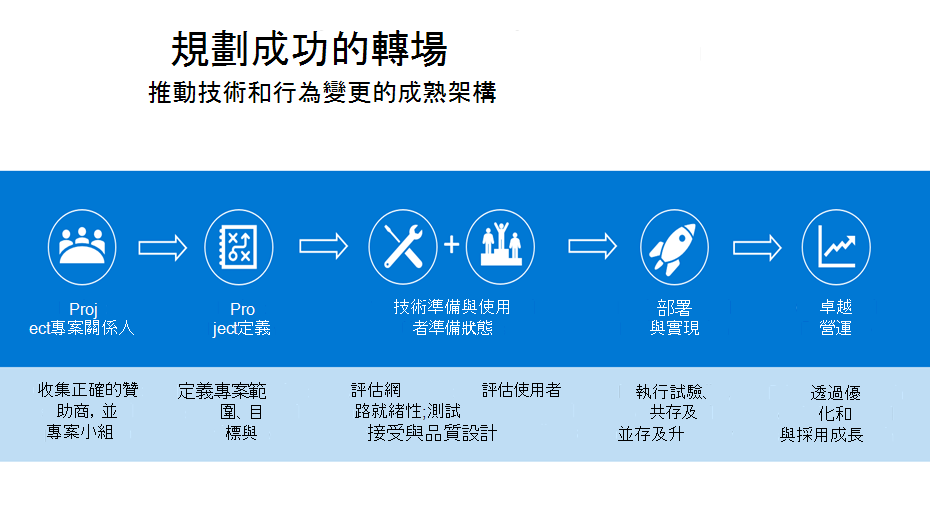 規劃成功的轉場
推動技術和行為變更的成熟架構
Proj
ect專案關係人
Pro
ject定義
技術準備與使用
者準備狀態
部署
與實現
卓越
營運
收集正確的贊
助商，並
專案小組
定義專案範
圍、目
標與
評估網
路就緒性;測試
評估使用者
接受與品質設計
執行試驗、
共存及
並存及升
透過優
化和
與採用成長